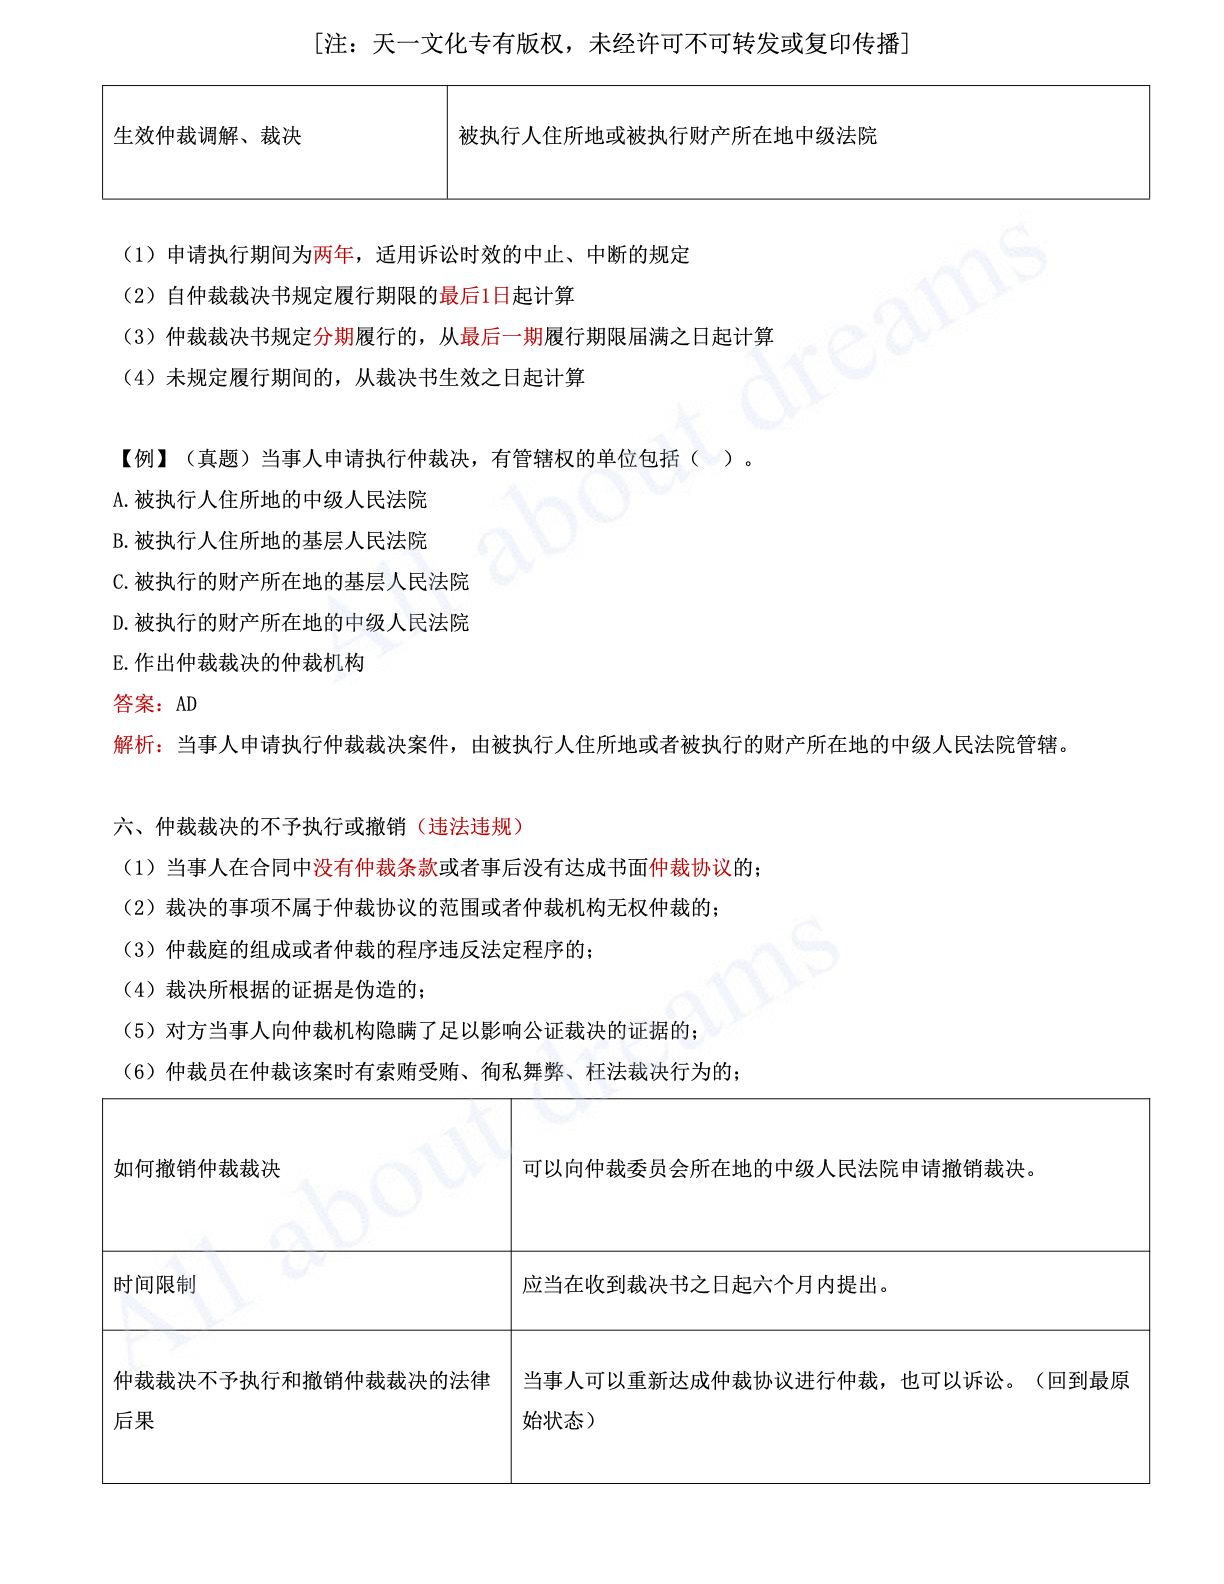 [注：天一文化专有版权，未经许可不可转发或复印传播]
生效仲裁调解、裁决
被执行人住所地或被执行财产所在地中级法院
（1）申请执行期间为两年，适用诉讼时效的中止、中断的规定
（2）自仲裁裁决书规定履行期限的最后1日起计算
（3）仲裁裁决书规定分期履行的，从最后一期履行期限届满之日起计算
（4）未规定履行期间的，从裁决书生效之日起计算
【例】（真题）当事人申请执行仲裁决，有管辖权的单位包括（　）。
A.被执行人住所地的中级人民法院
B.被执行人住所地的基层人民法院
C.被执行的财产所在地的基层人民法院
D.被执行的财产所在地的中级人民法院
E.作出仲裁裁决的仲裁机构
答案：AD
解析：当事人申请执行仲裁裁决案件，由被执行人住所地或者被执行的财产所在地的中级人民法院管辖。
六、仲裁裁决的不予执行或撤销（违法违规）
（1）当事人在合同中没有仲裁条款或者事后没有达成书面仲裁协议的；
（2）裁决的事项不属于仲裁协议的范围或者仲裁机构无权仲裁的；
（3）仲裁庭的组成或者仲裁的程序违反法定程序的；
（4）裁决所根据的证据是伪造的；
（5）对方当事人向仲裁机构隐瞒了足以影响公证裁决的证据的；
（6）仲裁员在仲裁该案时有索贿受贿、徇私舞弊、枉法裁决行为的；
如何撤销仲裁裁决
可以向仲裁委员会所在地的中级人民法院申请撤销裁决。
时间限制
应当在收到裁决书之日起六个月内提出。
仲裁裁决不予执行和撤销仲裁裁决的法律
后果
当事人可以重新达成仲裁协议进行仲裁，也可以诉讼。（回到最原
始状态）
All about dreams
All about dreams